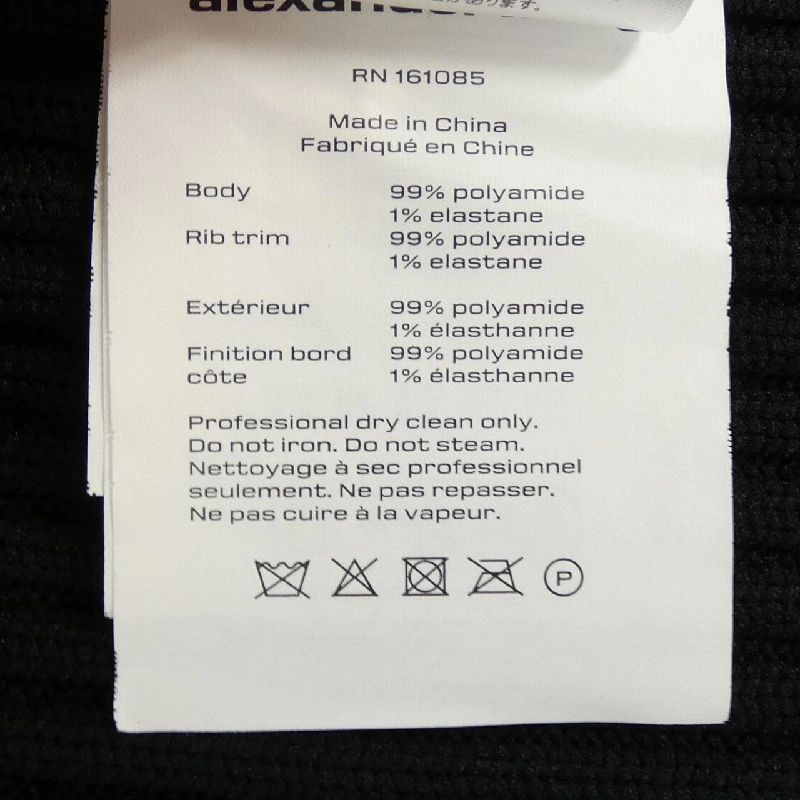 RN 161085
Made in China
Fabriqué en Chine
Body 99% polyamide
1% elastane
Rib trim 99% polyamide
1% elastane
Extérieur 99% polyamide
1% élasthanne
Finition bord 99% polyamide
côte 1% élasthanne
Professional dry clean only.
Do not iron. Do not steam.
Nettoyage à sec professionnel
seulement. Ne pas repasser.
Ne pas cuire à la vapeur.
P